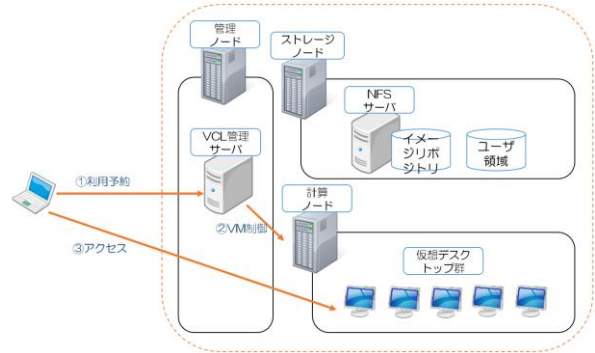 管理
ノード
ストレージ
ノード
NFS
サーバ
イメー
ジリポ
ジトリ
ユーザ
領域
VCL管理
サーバ
①利用予約
②VM制御
計算
ノード
③アクセス
仮想デスク
トップ群